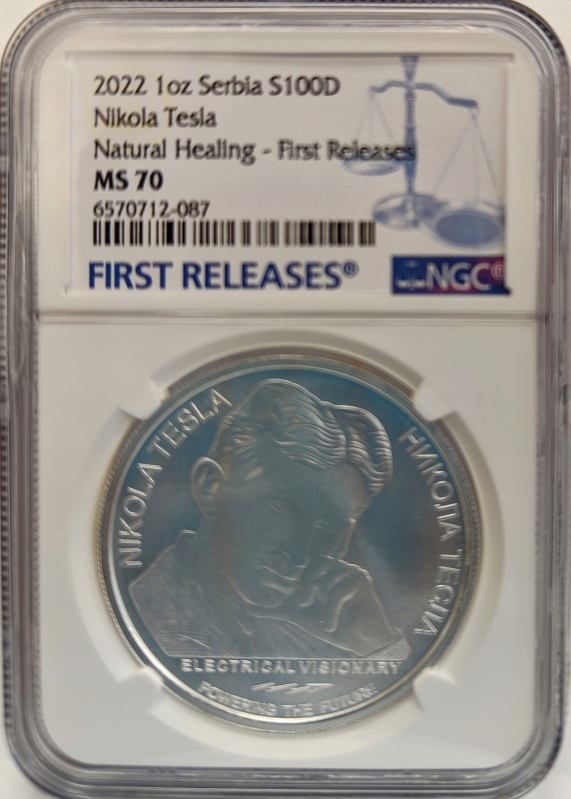 2022 1oz Serbia S100D
Nikola Tesla
Natural Healing - First Releases
MS 70
6570712-087
FIRST RELEASES®
NGC®
NIKOLA TESLA
НИКОЛА ТЕСЛА
ELECTRICAL VISIONARY
POWERING THE FUTURE